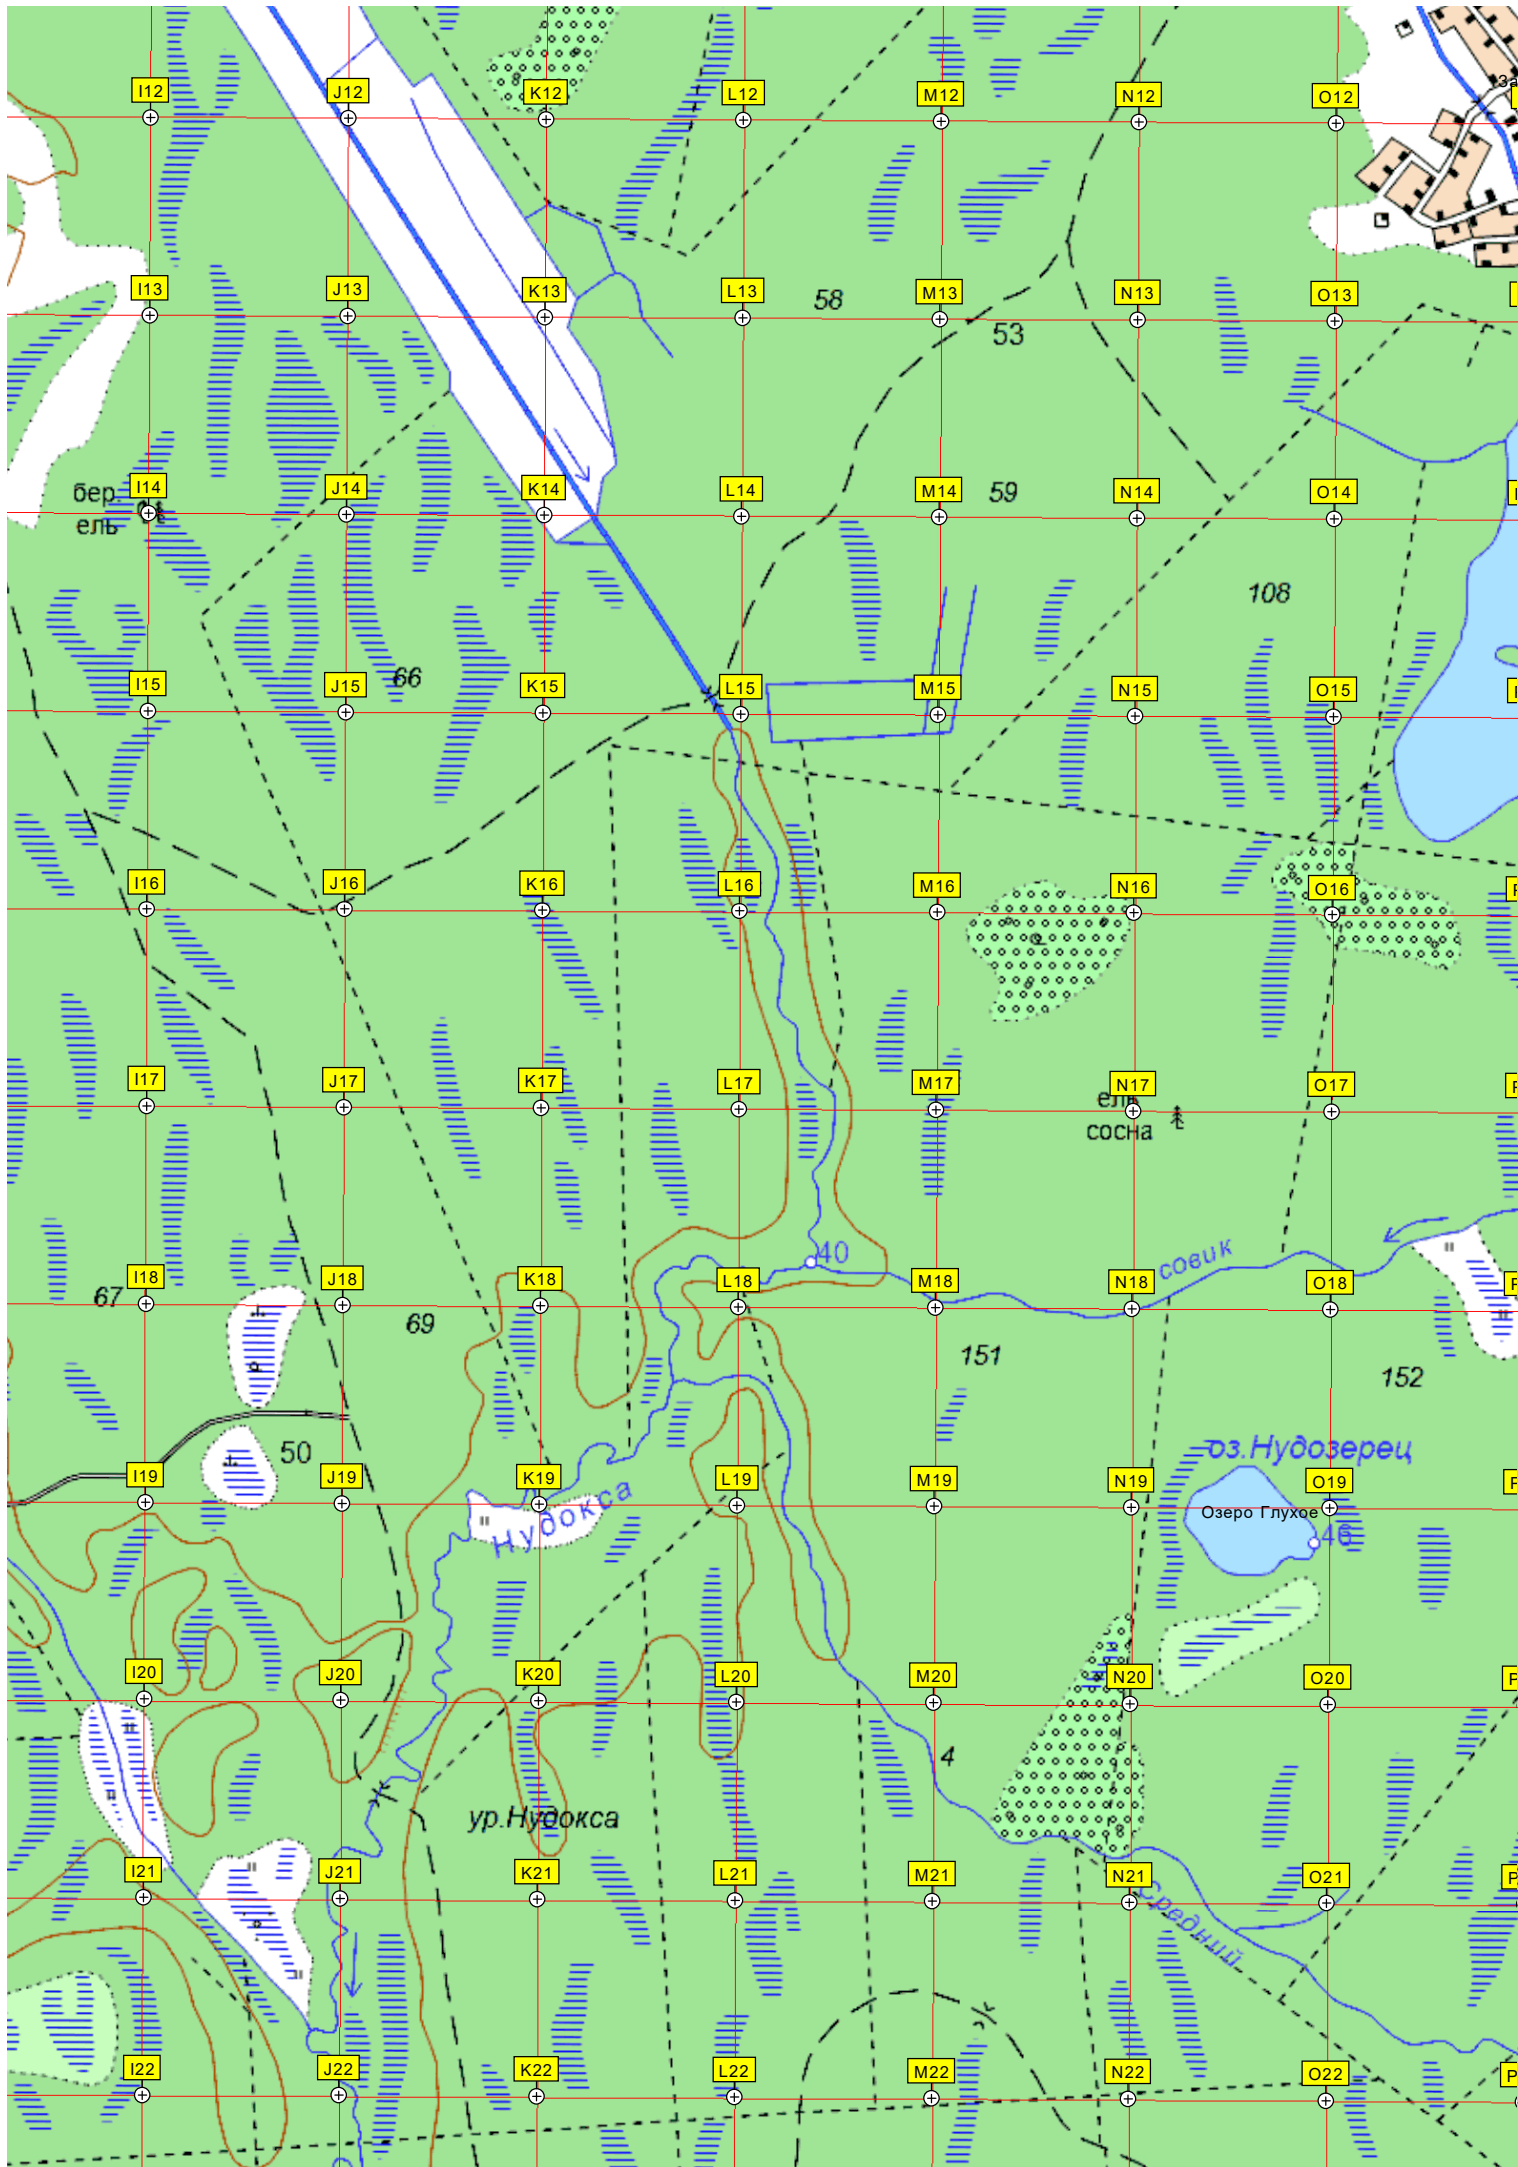 За
I12 J12 K12 L12 M12 N12 O12
I13 J13 K13 L13 M13 N13 O13
58
53
I14 J14 K14 L14 M14 N14 O14
бер.
ель
59
108
I15 J15 K15 L15 M15 N15 O15
66
I16 J16 K16 L16 M16 N16 O16
I17 J17 K17 L17 M17 N17 O17
ель
сосна
40
совик
I18 J18 K18 L18 M18 N18 O18
67
69
151
152
50
оз.Нудозерец
I19 J19 K19 L19 M19 N19 O19
Нудокса
Озеро Глухое
46
I20 J20 K20 L20 M20 N20 O20
4
ур.Нудокса
I21 J21 K21 L21 M21 N21 O21
Средний
I22 J22 K22 L22 M22 N22 O22